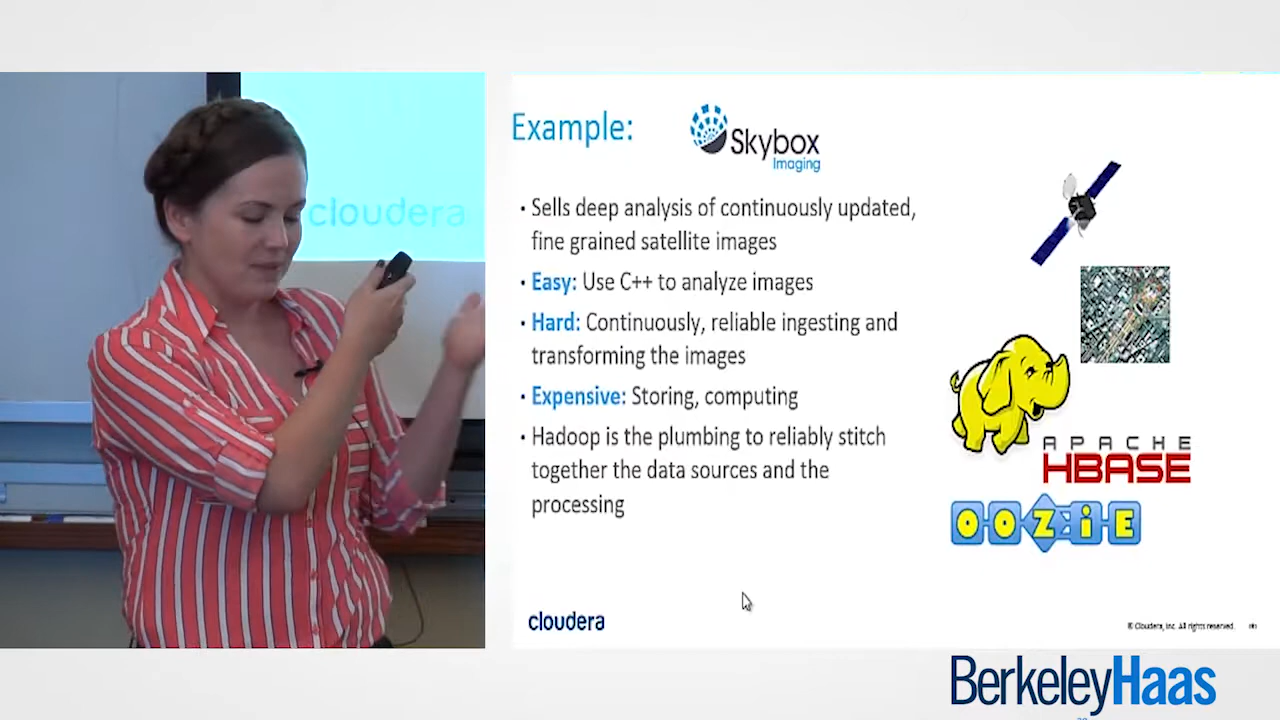 cloudera
Example:
Skybox
Imaging
• Sells deep analysis of continuously updated,
fine grained satellite images
• Easy: Use C++ to analyze images
• Hard: Continuously, reliable ingesting and
transforming the images
• Expensive: Storing, computing
• Hadoop is the plumbing to reliably stitch
together the data sources and the
processing
APACHE
HBASE
OOZIE
cloudera
© Cloudera, Inc. All rights reserved.
BerkeleyHaas